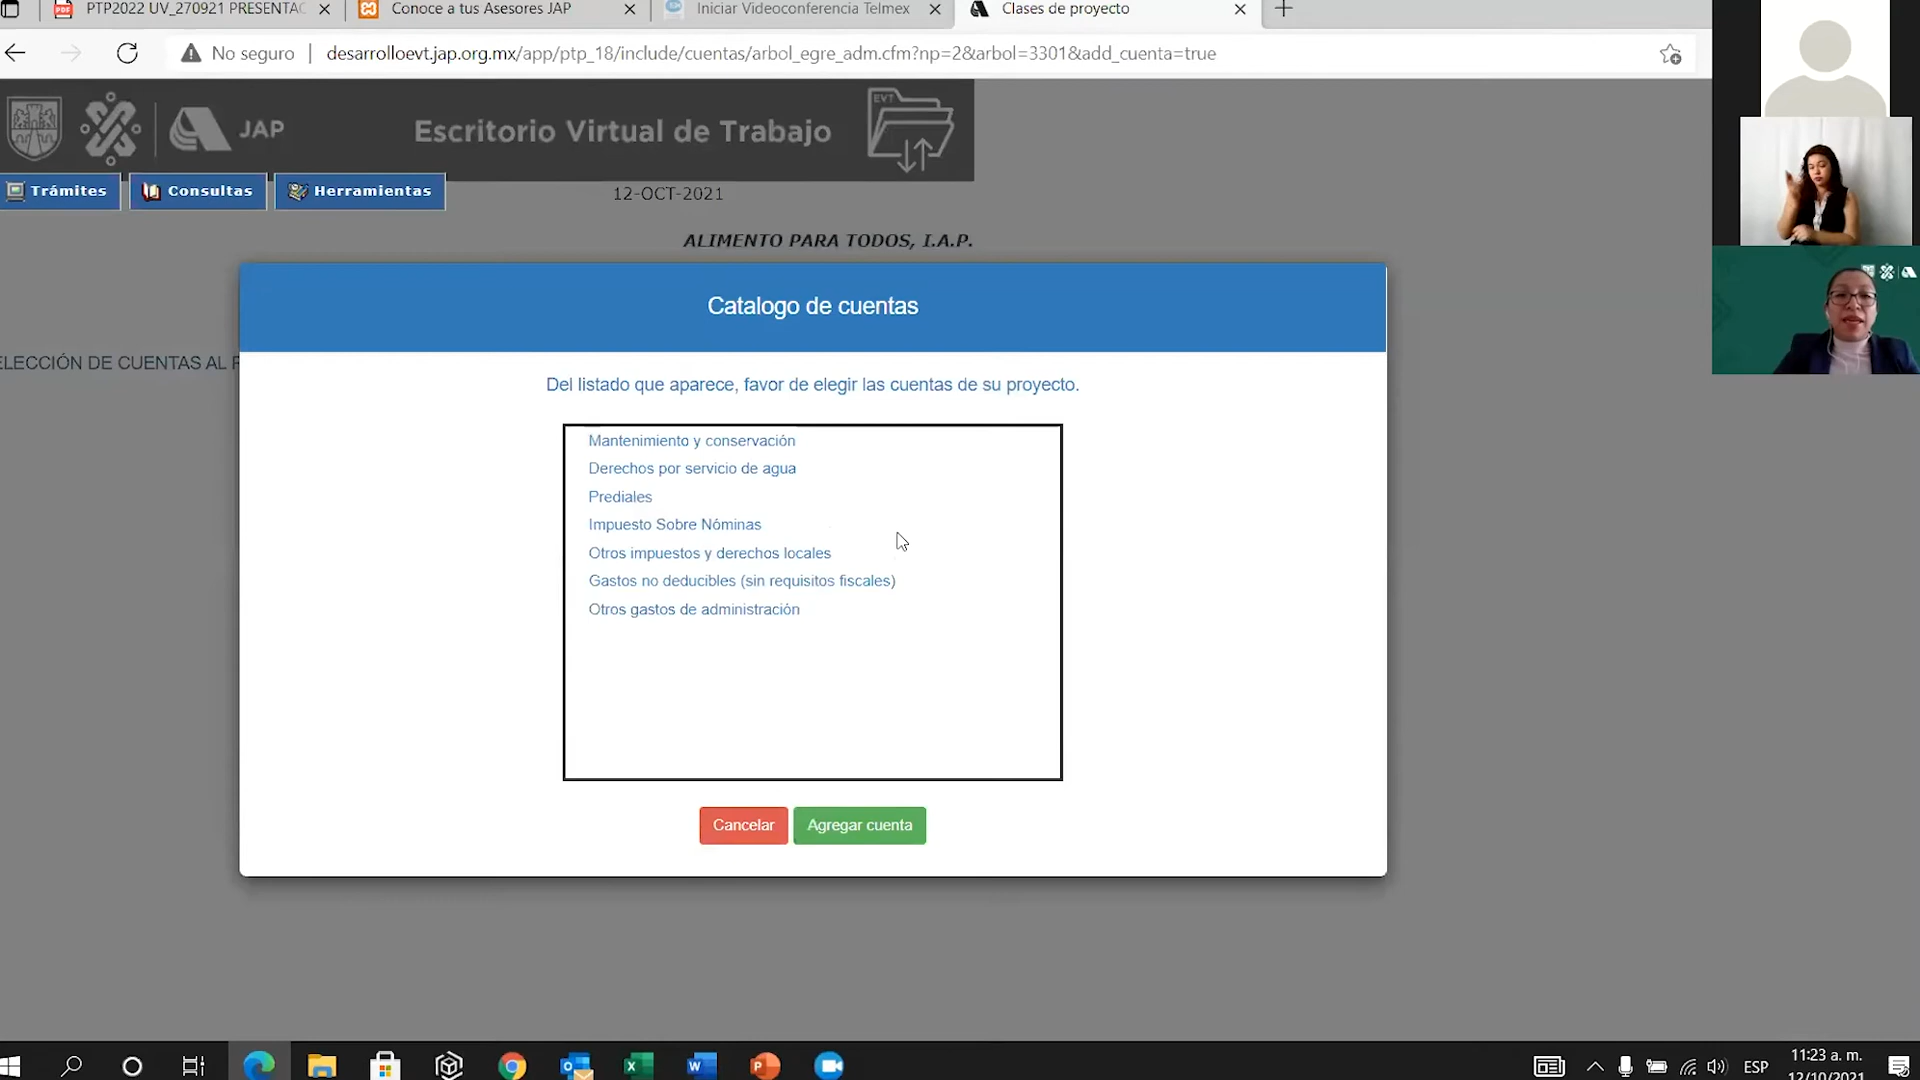 PTP2022 UV_270921 PRESENTAC
Conoce a tus Asesores JAP
Iniciar Videoconferencia Telmex
Clases de proyecto
No seguro
desarrolloevt.jap.org.mx/app/ptp_18/include/cuentas/arbol_egre_adm.cfm?np=2&arbol=3301&add_cuenta=true
JAP
Escritorio Virtual de Trabajo
EVT
Trámites
Consultas
Herramientas
12-OCT-2021
ALIMENTO PARA TODOS, I.A.P.
Catalogo de cuentas
ELECCIÓN DE CUENTAS AL
Del listado que aparece, favor de elegir las cuentas de su proyecto.
Mantenimiento y conservación
Derechos por servicio de agua
Prediales
Impuesto Sobre Nóminas
Otros impuestos y derechos locales
Gastos no deducibles (sin requisitos fiscales)
Otros gastos de administración
Cancelar
Agregar cuenta
ESP
11:23 a. m.
12/10/2021